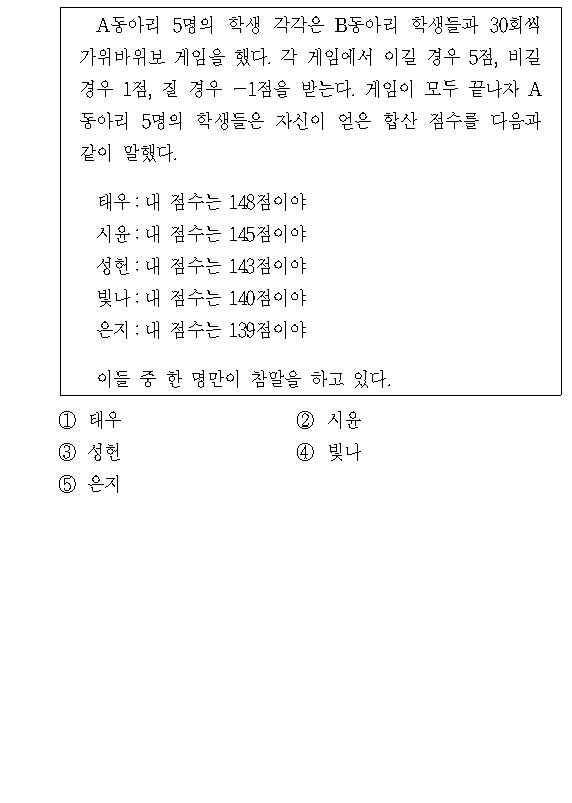 A동아리 5명의 학생 각각은 B동아리 학생들과 30회씩
가위바위보 게임을 했다. 각 게임에서 이길 경우 5점, 비길
경우 1점, 질 경우 -1점을 받는다. 게임이 모두 끝나자 A
동아리 5명의 학생들은 자신이 얻은 합산 점수를 다음과
같이 말했다.
태우 : 내 점수는 148점이야
시윤 : 내 점수는 145점이야
성헌 : 내 점수는 143점이야
빛나 : 내 점수는 140점이야
은지 : 내 점수는 139점이야
이들 중 한 명만이 참말을 하고 있다.
① 태우 ② 시윤
③ 성헌 ④ 빛나
⑤ 은지